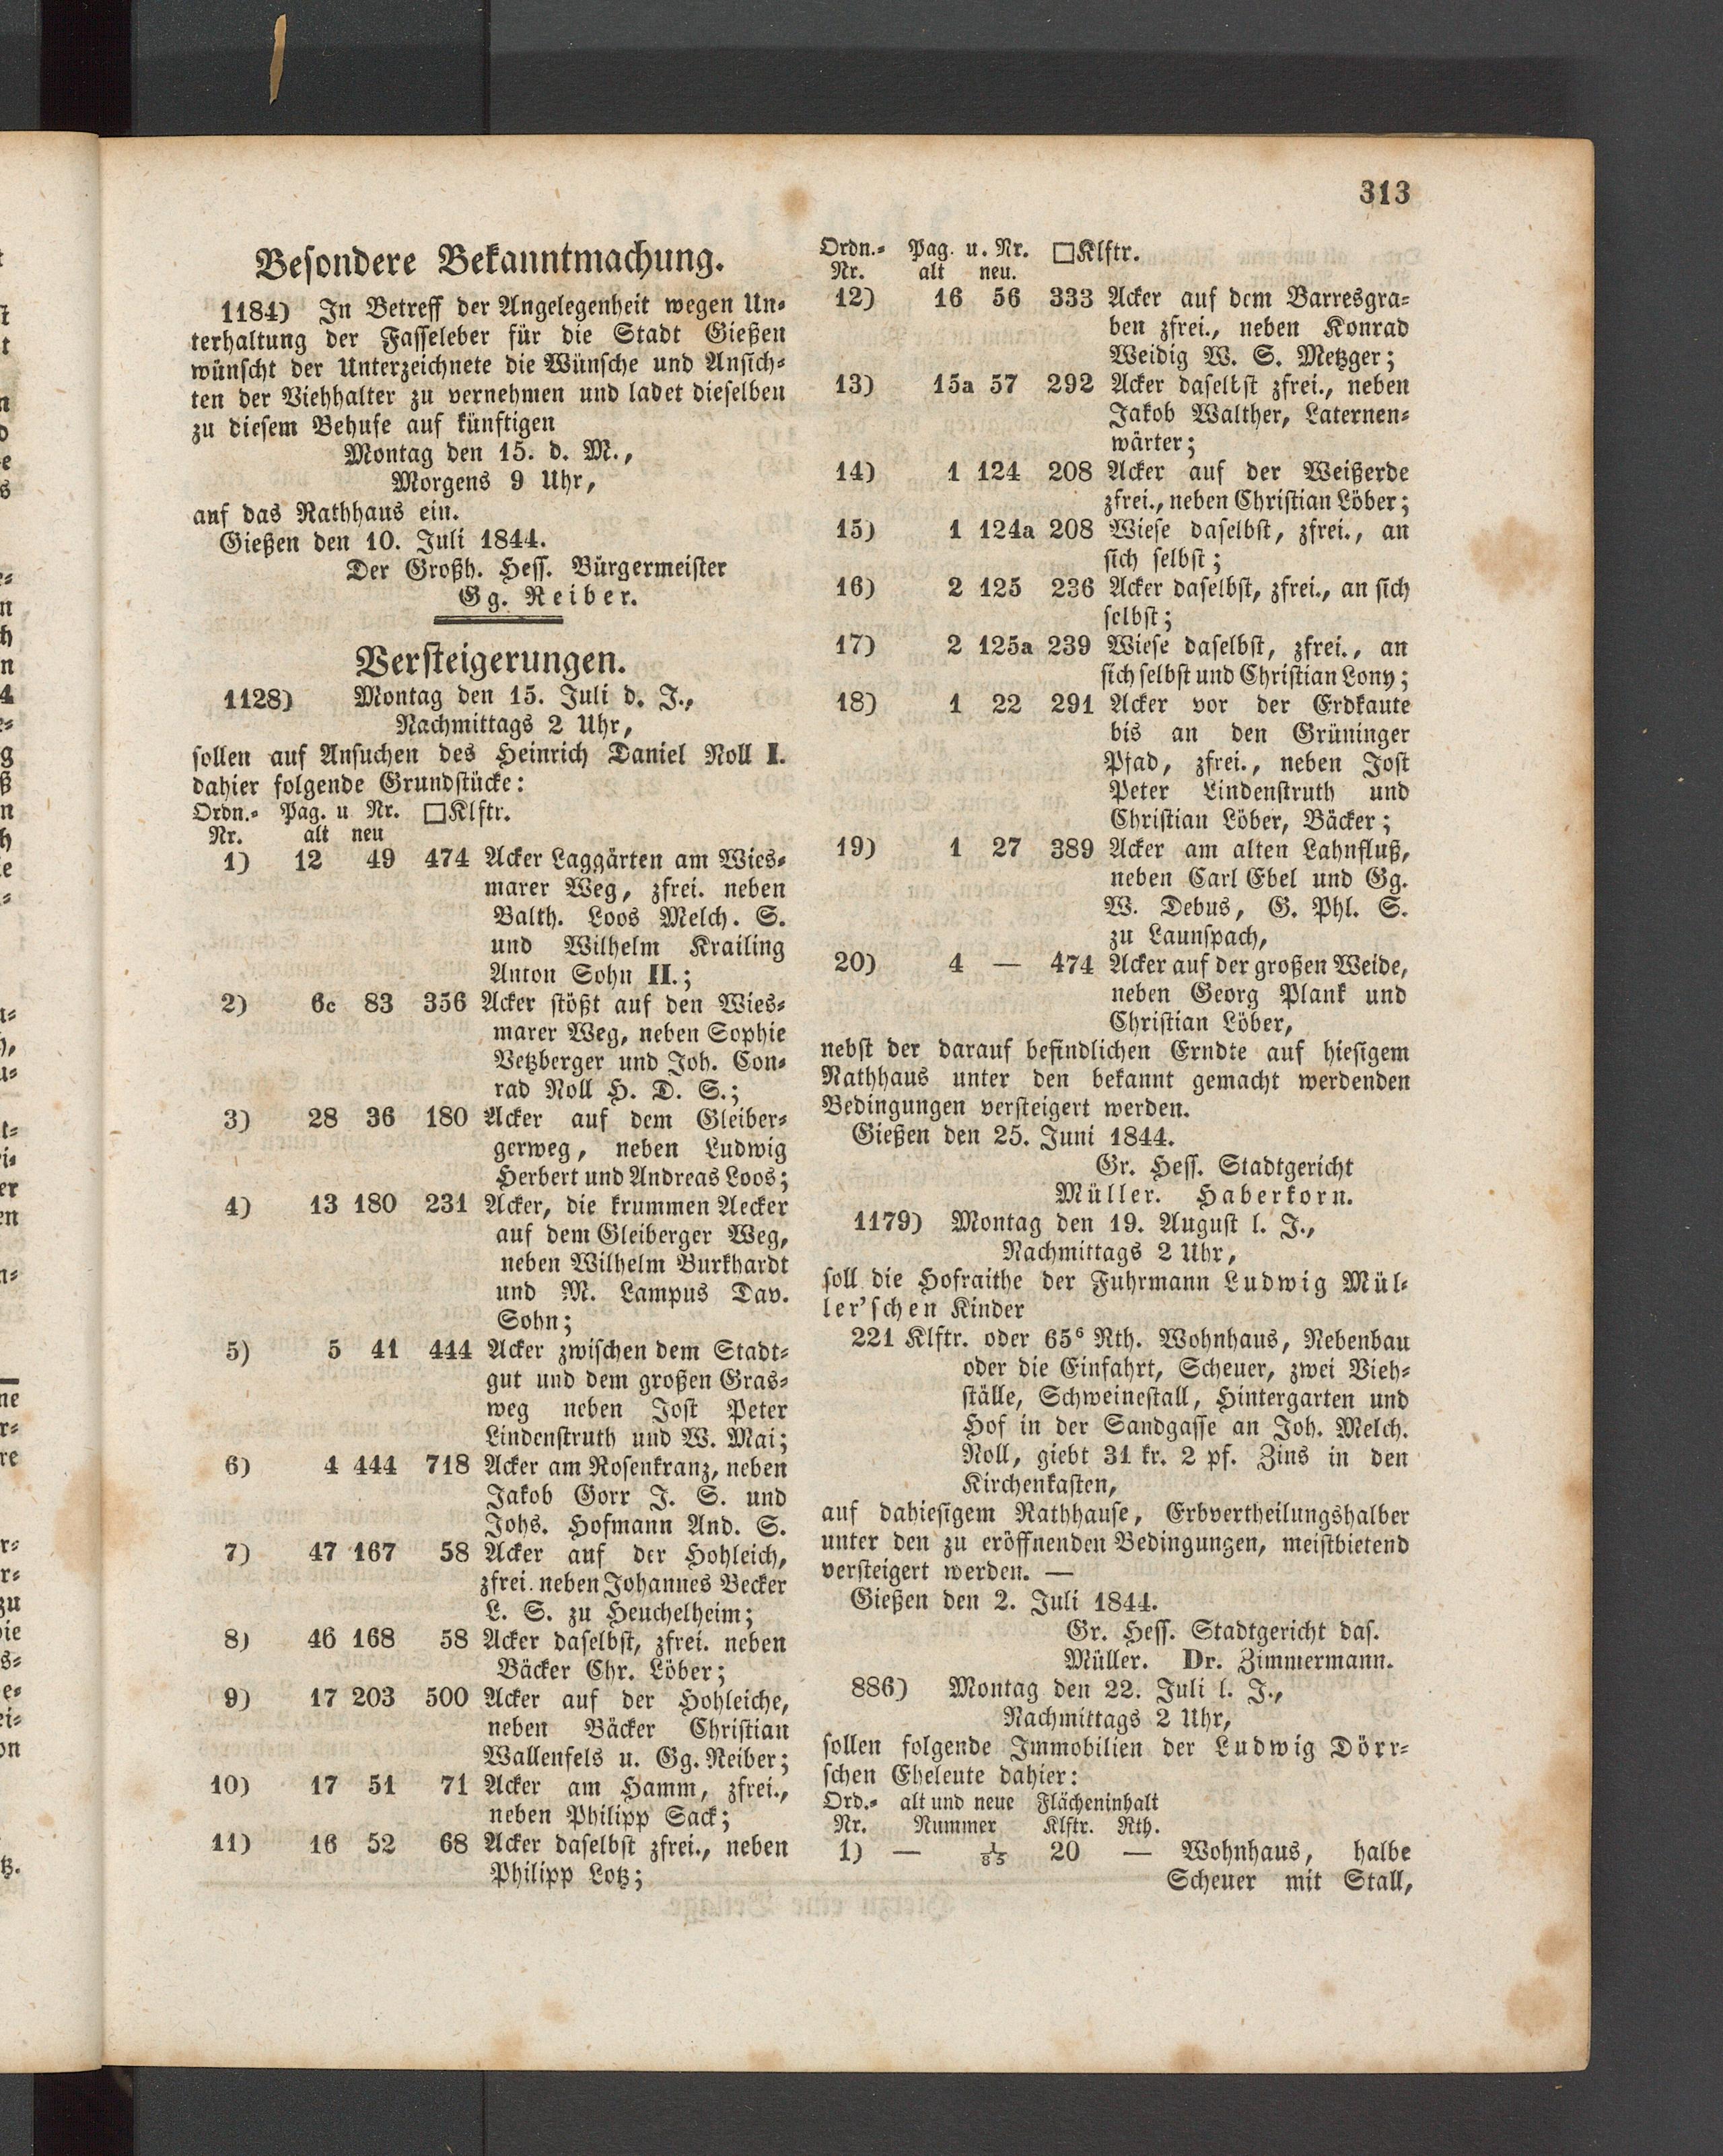 313
Besondere Bekanntmachung.
1184) In Betreff der Angelegenheit wegen Un-
terhaltung der Fasseleber für die Stadt Gießen
wünscht der Unterzeichnete die Wünsche und Ansich-
ten der Viehhalter zu vernehmen und ladet dieselben
zu diesem Behufe auf künftigen
Montag den 15. d. M.,
Morgens 9 Uhr,
auf das Rathhaus ein.
Gießen den 10. Juli 1844.
Der Großh. Hess. Bürgermeister
Gg. Reiber.
Versteigerungen.
1128) Montag den 15. Juli d. J.,
Nachmittags 2 Uhr,
sollen auf Ansuchen des Heinrich Daniel Noll I.
dahier folgende Grundstücke:
Ordn.- Pag. u Nr. □Klftr.
Nr. alt neu
1) 12 49 474 Acker Laggärten am Wies-
marer Weg, zfrei. neben
Balth. Loos Melch. S.
und Wilhelm Krailing
Anton Sohn II.;
2) 6c 83 356 Acker stößt auf den Wies-
marer Weg, neben Sophie
Vetzberger und Joh. Con-
rad Noll H. D. S.;
3) 28 36 180 Acker auf dem Gleiber-
gerweg, neben Ludwig
Herbert und Andreas Loos;
4) 13 180 231 Acker, die krummen Aecker
auf dem Gleiberger Weg,
neben Wilhelm Burkhardt
und M. Lampus Dav.
Sohn;
5) 5 41 444 Acker zwischen dem Stadt-
gut und dem großen Gras-
weg neben Jost Peter
Lindenstruth und W. Mai;
6) 4 444 718 Acker am Rosenkranz, neben
Jakob Gorr J. S. und
Johs. Hofmann And. S.
7) 47 167 58 Acker auf der Hohleich,
zfrei. neben Johannes Becker
L. S. zu Heuchelheim;
8) 46 168 58 Acker daselbst, zfrei. neben
Bäcker Chr. Löber;
9) 17 203 500 Acker auf der Hohleiche,
neben Bäcker Christian
Wallenfels u. Gg. Reiber;
10) 17 51 71 Acker am Hamm, zfrei.,
neben Philipp Sack;
11) 16 52 68 Acker daselbst zfrei., neben
Philipp Lotz;
Ordn.- Pag. u. Nr. □Klftr.
Nr. alt neu.
12) 16 56 333 Acker auf dem Barresgra-
ben zfrei., neben Konrad
Weidig W. S. Metzger;
13) 15a 57 292 Acker daselbst zfrei., neben
Jakob Walther, Laternen-
wärter;
14) 1 124 208 Acker auf der Weißerde
zfrei., neben Christian Löber;
15) 1 124a 208 Wiese daselbst, zfrei., an
sich selbst;
16) 2 125 236 Acker daselbst, zfrei., an sich
selbst;
17) 2 125a 239 Wiese daselbst, zfrei., an
sich selbst und Christian Lony;
18) 1 22 291 Acker vor der Erdkaute
bis an den Grüninger
Pfad, zfrei., neben Jost
Peter Lindenstruth und
Christian Löber, Bäcker;
19) 1 27 389 Acker am alten Lahnfluß,
neben Carl Ebel und Gg.
W. Debus, G. Phl. S.
zu Launspach,
20) 4 — 474 Acker auf der großen Weide,
neben Georg Plank und
Christian Löber,
nebst der darauf befindlichen Erndte auf hiesigem
Rathhaus unter den bekannt gemacht werdenden
Bedingungen versteigert werden.
Gießen den 25. Juni 1844.
Gr. Hess. Stadtgericht
Müller. Haberkorn.
1179) Montag den 19. August l. J.,
Nachmittags 2 Uhr,
soll die Hofraithe der Fuhrmann Ludwig Mül-
ler'schen Kinder
221 Klftr. oder 65⁶ Rth. Wohnhaus, Nebenbau
oder die Einfahrt, Scheuer, zwei Vieh-
ställe, Schweinestall, Hintergarten und
Hof in der Sandgasse an Joh. Melch.
Noll, giebt 31 kr. 2 pf. Zins in den
Kirchenkasten,
auf dahiesigem Rathhause, Erbvertheilungshalber
unter den zu eröffnenden Bedingungen, meistbietend
versteigert werden. —
Gießen den 2. Juli 1844.
Gr. Hess. Stadtgericht das.
Müller. Dr. Zimmermann.
886) Montag den 22. Juli l. J.,
Nachmittags 2 Uhr,
sollen folgende Immobilien der Ludwig Dörr-
schen Eheleute dahier:
Ord.- alt und neue Flächeninhalt
Nr. Nummer Klftr. Rth.
1) — 1/85 20 — Wohnhaus, halbe
Scheuer mit Stall,